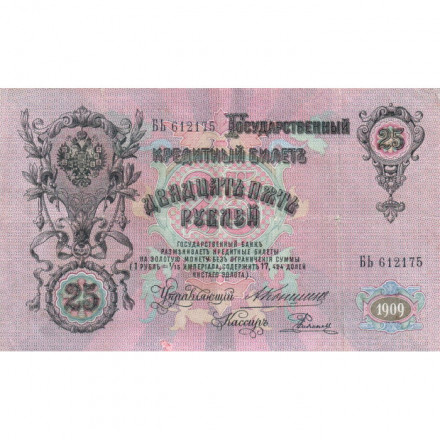 БЬ 612175 Государственный
25
Кредитный Билетъ
Двадцать пять
рублей
Государственный Банкъ
размѣниваетъ кредитные билеты
на золотую монету безъ ограниченія суммы
(1 рубль = 1/15 имперіала, содержитъ 17,424 долей
чистаго золота).
БЬ 612175
25
Управляющій
Кассиръ
1909